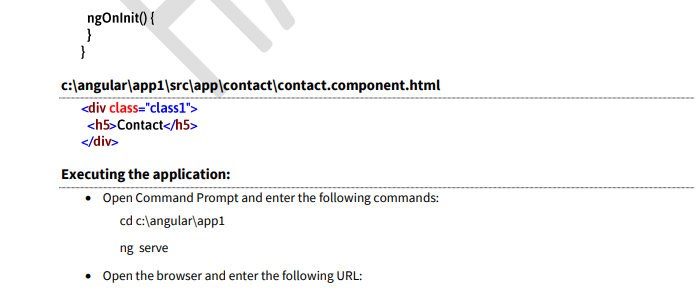 ngOnInit() {
}
}
c:\angular\app1\src\app\contact\contact.component.html
<div class="class1">
<h5>Contact</h5>
</div>
Executing the application:
• Open Command Prompt and enter the following commands:
cd c:\angular\app1
ng serve
• Open the browser and enter the following URL: